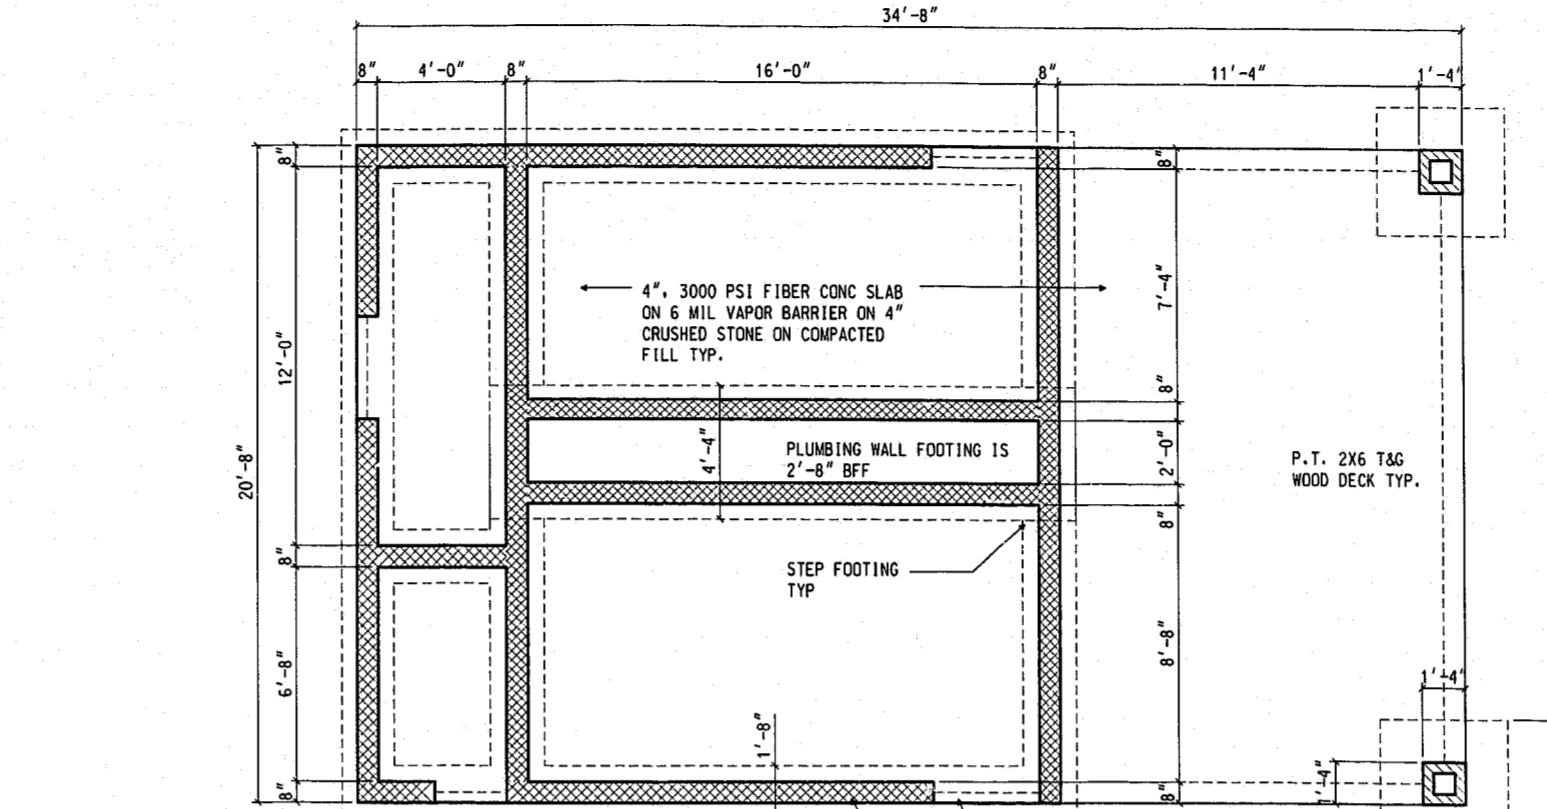 34'-8"
8" 4'-0" 8" 16'-0" 8" 11'-4" 1'-4"
8"
8"
4", 3000 PSI FIBER CONC SLAB
ON 6 MIL VAPOR BARRIER ON 4"
CRUSHED STONE ON COMPACTED
FILL TYP.
7'-4"
12'-0"
8"
20'-8"
4'-4"
PLUMBING WALL FOOTING IS
2'-8" BFF
2'-0"
P.T. 2X6 T&G
WOOD DECK TYP.
8"
8"
STEP FOOTING
TYP
8'-8"
6'-8"
1'-8"
1'-4"
1'-4"
8"
8"